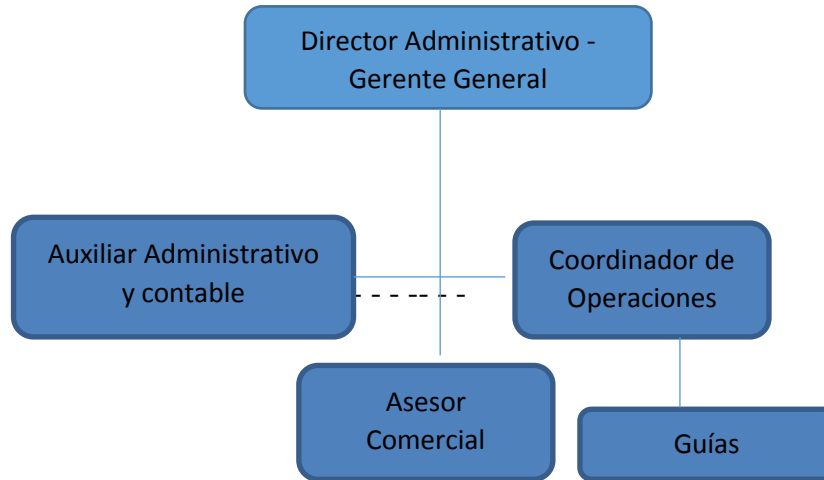 Director Administrativo -
Gerente General
Auxiliar Administrativo
y contable
Coordinador de
Operaciones
Asesor
Comercial
Guías